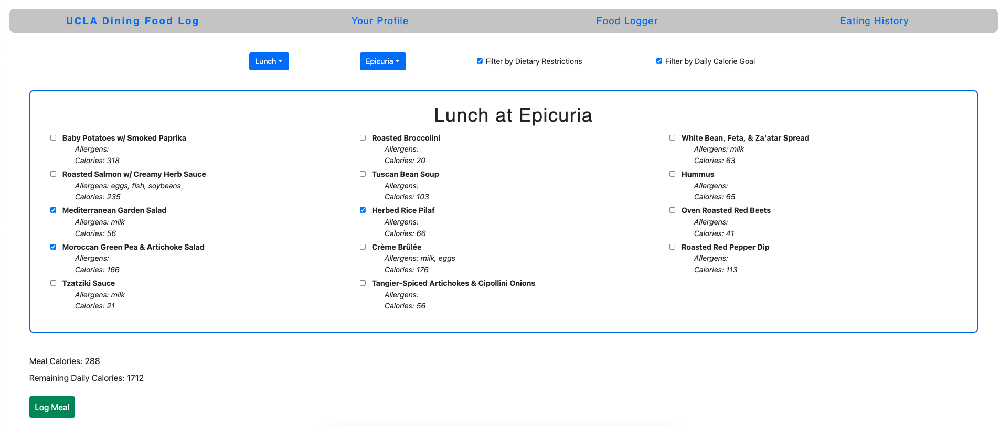 UCLA Dining Food Log
Your Profile
Food Logger
Eating History
Lunch
Epicuria
Filter by Dietary Restrictions
Filter by Daily Calorie Goal
Lunch at Epicuria
Baby Potatoes w/ Smoked Paprika
Allergens:
Calories: 318
Roasted Salmon w/ Creamy Herb Sauce
Allergens: eggs, fish, soybeans
Calories: 235
Mediterranean Garden Salad
Allergens: milk
Calories: 56
Moroccan Green Pea & Artichoke Salad
Allergens:
Calories: 166
Tzatziki Sauce
Allergens: milk
Calories: 21
Roasted Broccolini
Allergens:
Calories: 20
Tuscan Bean Soup
Allergens:
Calories: 103
Herbed Rice Pilaf
Allergens:
Calories: 66
Crème Brûlée
Allergens: milk, eggs
Calories: 176
Tangier-Spiced Artichokes & Cipollini Onions
Allergens:
Calories: 56
White Bean, Feta, & Za'atar Spread
Allergens: milk
Calories: 63
Hummus
Allergens:
Calories: 65
Oven Roasted Red Beets
Allergens:
Calories: 41
Roasted Red Pepper Dip
Allergens:
Calories: 113
Meal Calories: 288
Remaining Daily Calories: 1712
Log Meal